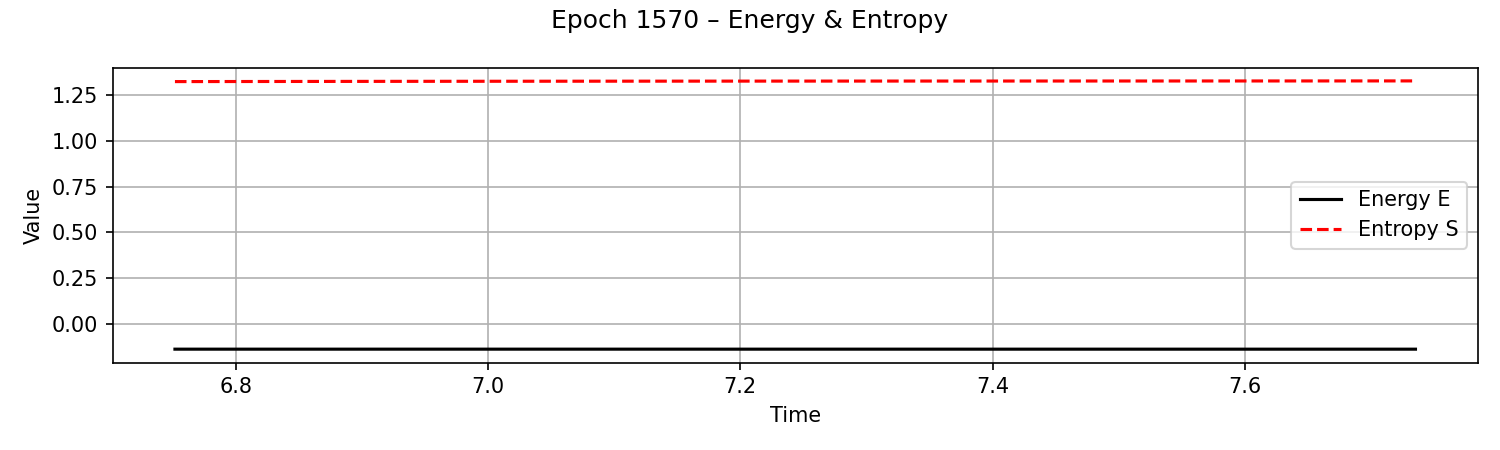 Epoch 1570 – Energy & Entropy
1.25
1.00
0.75
0.50
0.25
0.00
Value
Energy E
Entropy S
6.8 7.0 7.2 7.4 7.6
Time